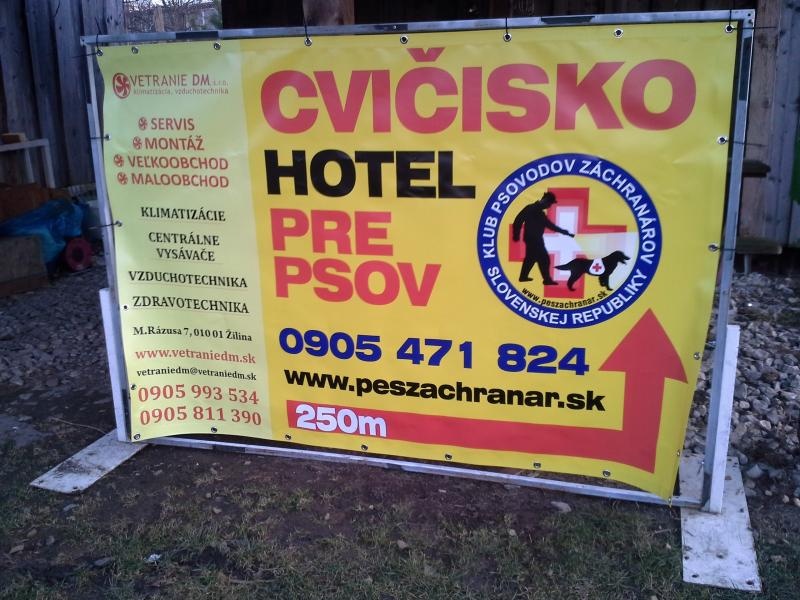 VETRANIE DM, s.r.o.
klimatizácia, vzduchotechnika
SERVIS
MONTÁŽ
VEĽKOOBCHOD
MALOOBCHOD
KLIMATIZÁCIE
CENTRÁLNE
VYSÁVAČE
VZDUCHOTECHNIKA
ZDRAVOTECHNIKA
M.Rázusa 7, 010 01 Žilina
www.vetraniedm.sk
vetraniedm@vetraniedm.sk
0905 993 534
0905 811 390
CVIČISKO
HOTEL
PRE
PSOV
KLUB PSOVODOV ZÁCHRANÁROV
SLOVENSKEJ REPUBLIKY
www.peszachranar.sk
0905 471 824
www.peszachranar.sk
250m